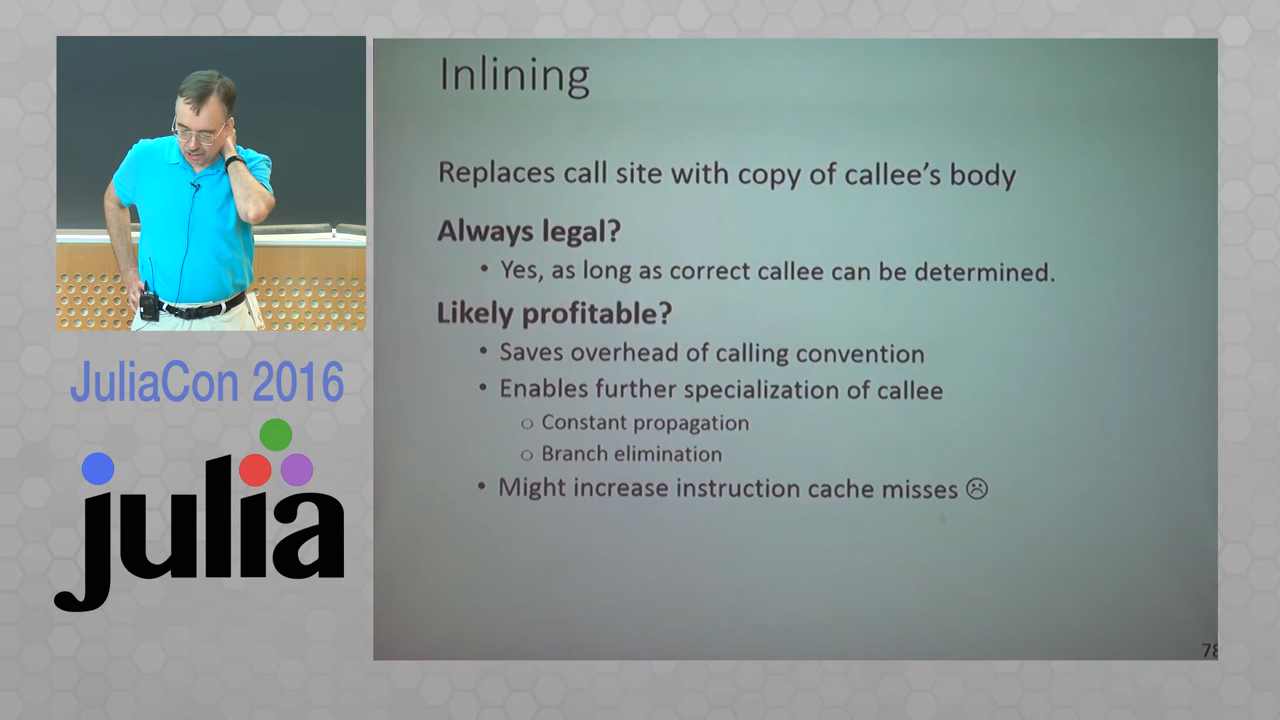 Inlining
Replaces call site with copy of callee's body
Always legal?
• Yes, as long as correct callee can be determined.
Likely profitable?
• Saves overhead of calling convention
• Enables further specialization of callee
○ Constant propagation
○ Branch elimination
• Might increase instruction cache misses ☹
78
JuliaCon 2016
julia